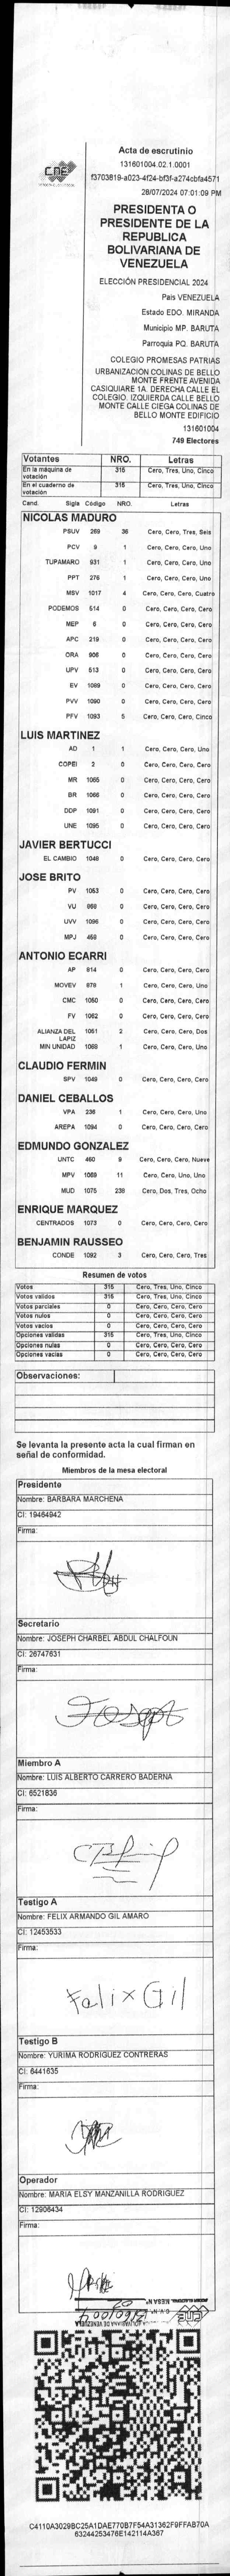 CNE
Acta de escrutinio
131601004.02.1.0001
f3703819-a023-4f24-bf3f-a274cbfa4571
28/07/2024 07:01:09 PM
PRESIDENTA O
PRESIDENTE DE LA
REPUBLICA
BOLIVARIANA DE
VENEZUELA
ELECCIÓN PRESIDENCIAL 2024
Pais VENEZUELA
Estado EDO. MIRANDA
Municipio MP. BARUTA
Parroquia PQ. BARUTA
COLEGIO PROMESAS PATRIAS
URBANIZACIÓN COLINAS DE BELLO
MONTE FRENTE AVENIDA
CASIQUIARE 1A. DERECHA CALLE EL
COLEGIO. IZQUIERDA CALLE BELLO
MONTE CALLE CIEGA COLINAS DE
BELLO MONTE EDIFICIO
131601004
749 Electores
Votantes NRO. Letras
En la máquina de votación 315 Cero, Tres, Uno, Cinco
En el cuaderno de votación 315 Cero, Tres, Uno, Cinco
Cand. Sigla Código NRO. Letras
NICOLAS MADURO
PSUV 269 36 Cero, Cero, Tres, Seis
PCV 9 1 Cero, Cero, Cero, Uno
TUPAMARO 931 1 Cero, Cero, Cero, Uno
PPT 276 1 Cero, Cero, Cero, Uno
MSV 1017 4 Cero, Cero, Cero, Cuatro
PODEMOS 514 0 Cero, Cero, Cero, Cero
MEP 6 0 Cero, Cero, Cero, Cero
APC 219 0 Cero, Cero, Cero, Cero
ORA 906 0 Cero, Cero, Cero, Cero
UPV 513 0 Cero, Cero, Cero, Cero
EV 1089 0 Cero, Cero, Cero, Cero
PVV 1090 0 Cero, Cero, Cero, Cero
PFV 1093 5 Cero, Cero, Cero, Cinco
LUIS MARTINEZ
AD 1 1 Cero, Cero, Cero, Uno
COPEI 2 0 Cero, Cero, Cero, Cero
MR 1065 0 Cero, Cero, Cero, Cero
BR 1066 0 Cero, Cero, Cero, Cero
DDP 1091 0 Cero, Cero, Cero, Cero
UNE 1095 0 Cero, Cero, Cero, Cero
JAVIER BERTUCCI
EL CAMBIO 1048 0 Cero, Cero, Cero, Cero
JOSE BRITO
PV 1053 0 Cero, Cero, Cero, Cero
VU 868 0 Cero, Cero, Cero, Cero
UVV 1096 0 Cero, Cero, Cero, Cero
MPJ 459 0 Cero, Cero, Cero, Cero
ANTONIO ECARRI
AP 814 0 Cero, Cero, Cero, Cero
MOVEV 879 1 Cero, Cero, Cero, Uno
CMC 1050 0 Cero, Cero, Cero, Cero
FV 1062 0 Cero, Cero, Cero, Cero
ALIANZA DEL LAPIZ 1051 2 Cero, Cero, Cero, Dos
MIN UNIDAD 1068 1 Cero, Cero, Cero, Uno
CLAUDIO FERMIN
SPV 1049 0 Cero, Cero, Cero, Cero
DANIEL CEBALLOS
VPA 236 1 Cero, Cero, Cero, Uno
AREPA 1094 0 Cero, Cero, Cero, Cero
EDMUNDO GONZALEZ
UNTC 460 9 Cero, Cero, Cero, Nueve
MPV 1069 11 Cero, Cero, Uno, Uno
MUD 1075 238 Cero, Dos, Tres, Ocho
ENRIQUE MARQUEZ
CENTRADOS 1073 0 Cero, Cero, Cero, Cero
BENJAMIN RAUSSEO
CONDE 1092 3 Cero, Cero, Cero, Tres
Resumen de votos
Votos 315 Cero, Tres, Uno, Cinco
Votos validos 315 Cero, Tres, Uno, Cinco
Votos parciales 0 Cero, Cero, Cero, Cero
Votos nulos 0 Cero, Cero, Cero, Cero
Votos vacios 0 Cero, Cero, Cero, Cero
Opciones validas 315 Cero, Tres, Uno, Cinco
Opciones nulas 0 Cero, Cero, Cero, Cero
Opciones vacias 0 Cero, Cero, Cero, Cero
Observaciones:
Se levanta la presente acta la cual firman en
señal de conformidad.
Miembros de la mesa electoral
Presidente
Nombre: BARBARA MARCHENA
CI: 19464942
Firma:
Secretario
Nombre: JOSEPH CHARBEL ABDUL CHALFOUN
CI: 26747631
Firma:
Joseph
Miembro A
Nombre: LUIS ALBERTO CARRERO BADERNA
CI: 6521836
Firma:
Testigo A
Nombre: FELIX ARMANDO GIL AMARO
CI: 12453533
Firma:
Felix Gil
Testigo B
Nombre: YURIMA RODRIGUEZ CONTRERAS
CI: 6441635
Firma:
Operador
Nombre: MARIA ELSY MANZANILLA RODRIGUEZ
CI: 12906434
Firma:
MESA N°
02
C.V. N°
131601004
CNE
C4110A3029BC25A1DAE770B7F54A31362F9FFAB70A
63244253476E142114A367